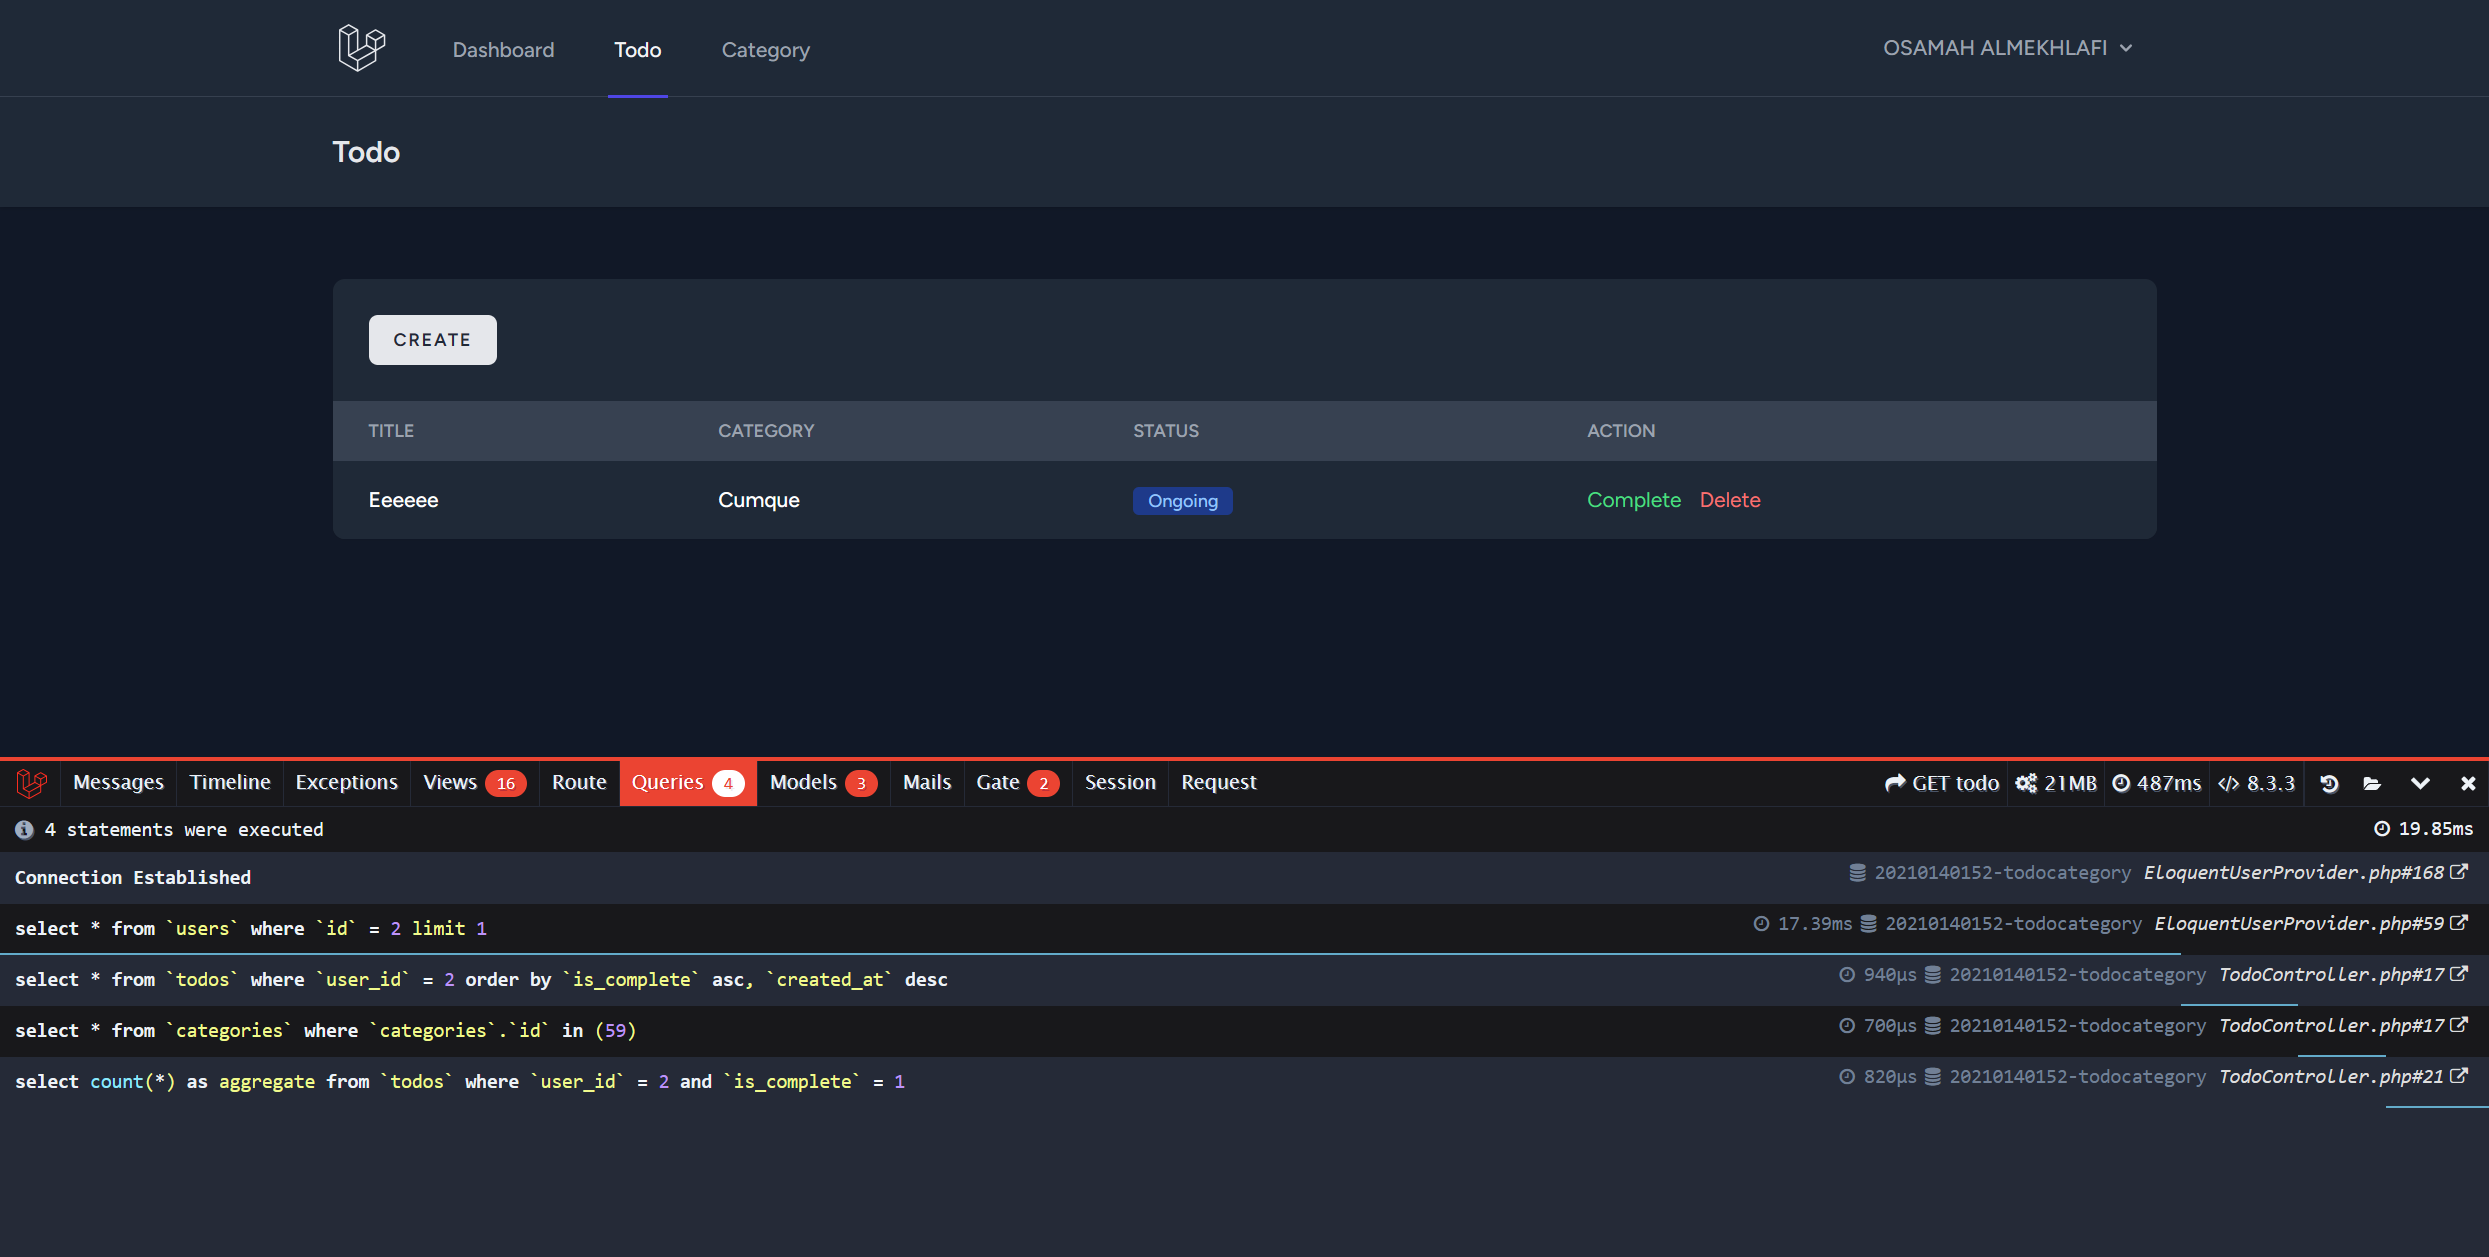 Dashboard Todo Category OSAMAH ALMEKHLAFI
Todo
CREATE
TITLE CATEGORY STATUS ACTION
Eeeeee Cumque Ongoing Complete Delete
Messages Timeline Exceptions Views 16 Route Queries 4 Models 3 Mails Gate 2 Session Request GET todo 21MB 487ms </> 8.3.3
4 statements were executed 19.85ms
Connection Established 20210140152-todocategory EloquentUserProvider.php#168
select * from `users` where `id` = 2 limit 1 17.39ms 20210140152-todocategory EloquentUserProvider.php#59
select * from `todos` where `user_id` = 2 order by `is_complete` asc, `created_at` desc 940μs 20210140152-todocategory TodoController.php#17
select * from `categories` where `categories`.`id` in (59) 700μs 20210140152-todocategory TodoController.php#17
select count(*) as aggregate from `todos` where `user_id` = 2 and `is_complete` = 1 820μs 20210140152-todocategory TodoController.php#21